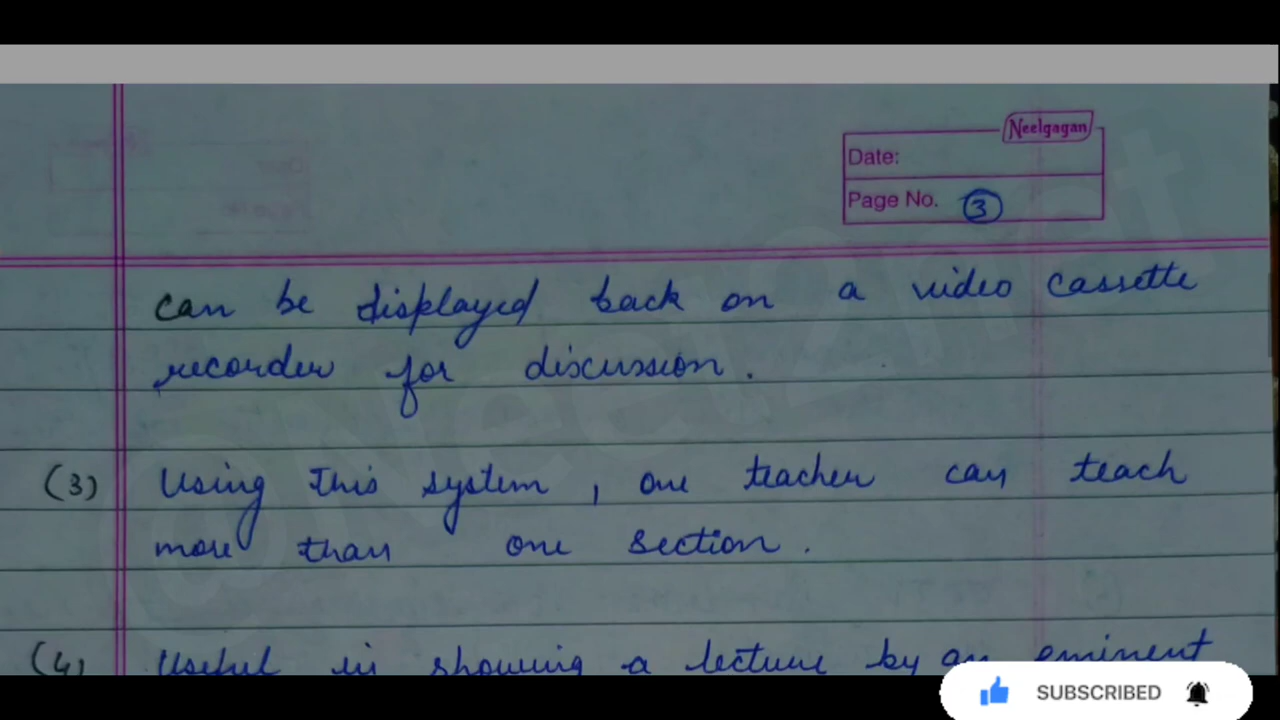 Neelgagan
Date:
Page No. 3
can be displayed back on a video cassette
recorder for discussion.
(3) Using this system, one teacher can teach
more than one section.
(4) Useful in showing a lecture by an eminent
SUBSCRIBED